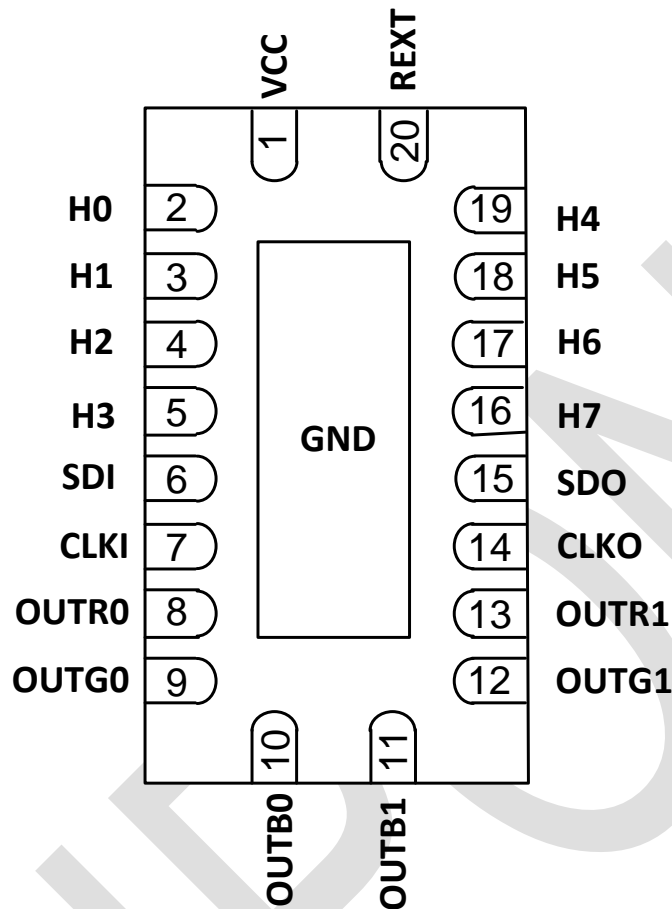 VCC REXT
1 20
H0 2 19 H4
H1 3 18 H5
H2 4 17 H6
H3 5 16 H7
GND
SDI 6 15 SDO
CLKI 7 14 CLKO
OUTR0 8 13 OUTR1
OUTG0 9 12 OUTG1
10 11
OUTB0 OUTB1